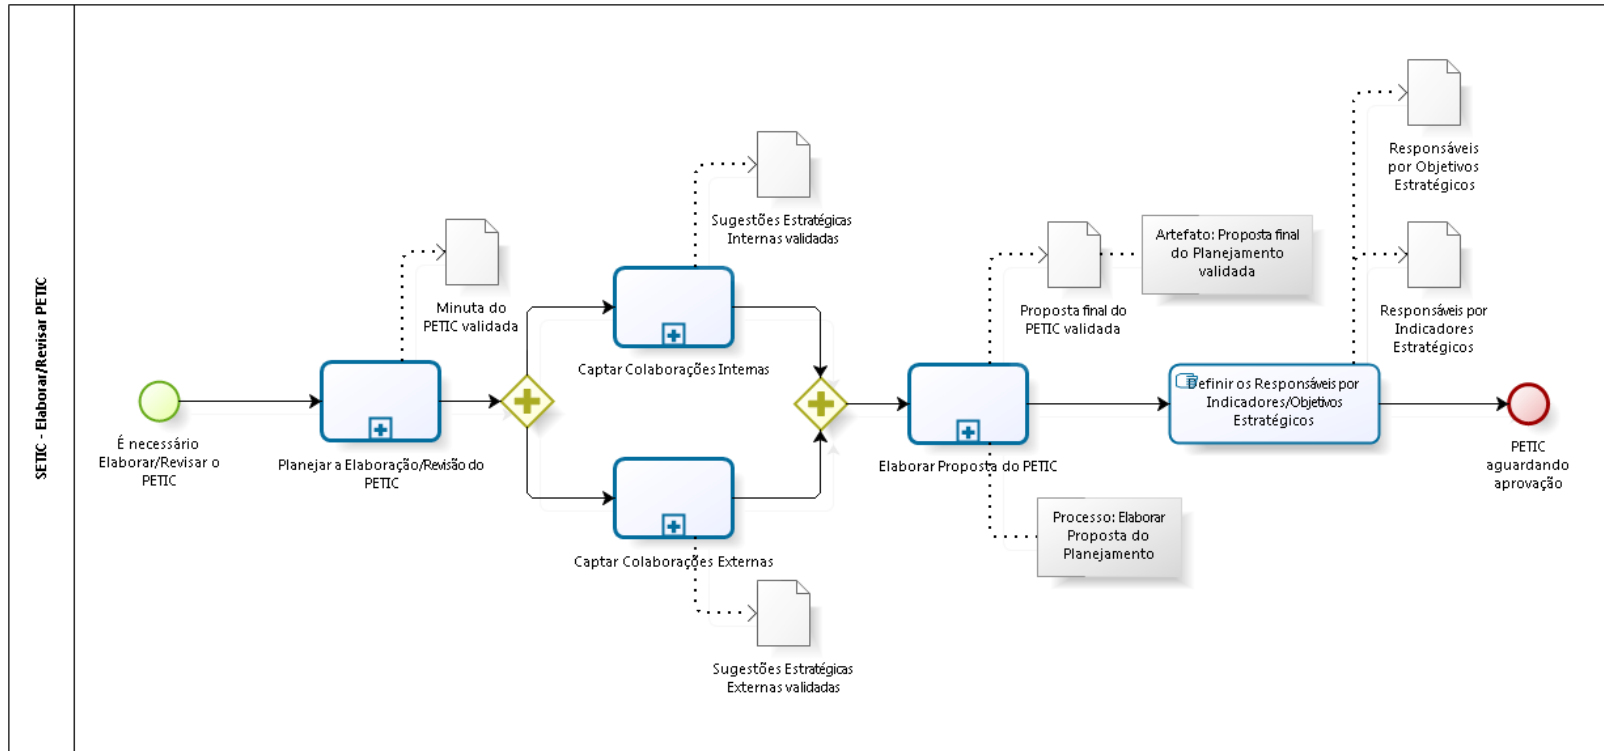 SETIC - Elaborar/Revisar PETIC
É necessário
Elaborar/Revisar o
PETIC
Planejar a Elaboração/Revisão do
PETIC
Minuta do
PETIC validada
Captar Colaborações Internas
Sugestões Estratégicas
Internas validadas
Captar Colaborações Externas
Sugestões Estratégicas
Externas validadas
Elaborar Proposta do PETIC
Proposta final do
PETIC validada
Artefato: Proposta final
do Planejamento
validada
Processo: Elaborar
Proposta do
Planejamento
Definir os Responsáveis por
Indicadores/Objetivos
Estratégicos
Responsáveis
por Objetivos
Estratégicos
Responsáveis por
Indicadores
Estratégicos
PETIC
aguardando
aprovação